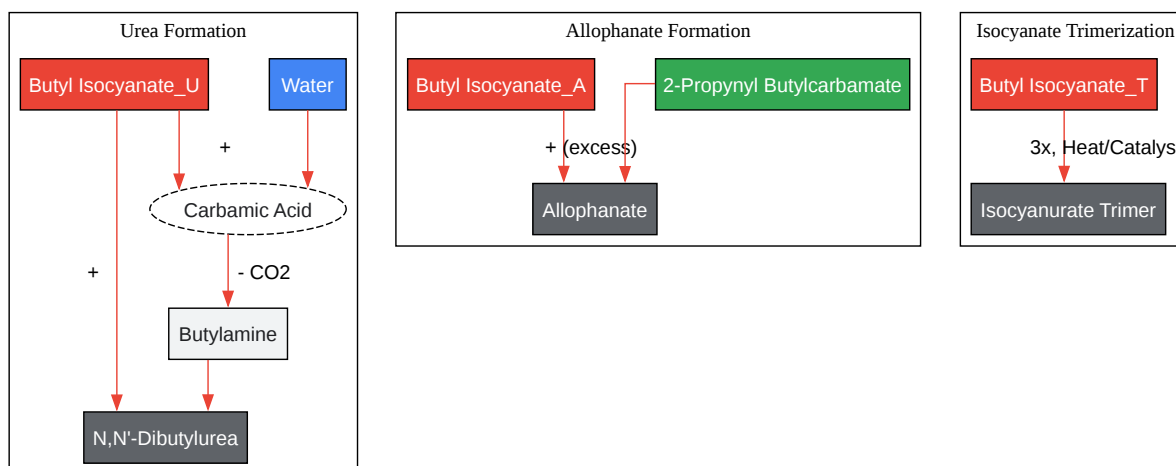 Urea Formation
Butyl Isocyanate_U
Water
+
Carbamic Acid
+
- CO2
Butylamine
N,N'-Dibutylurea
Allophanate Formation
Butyl Isocyanate_A
2-Propynyl Butylcarbamate
+ (excess)
Allophanate
Isocyanate Trimerization
Butyl Isocyanate_T
3x, Heat/Catalys
Isocyanurate Trimer